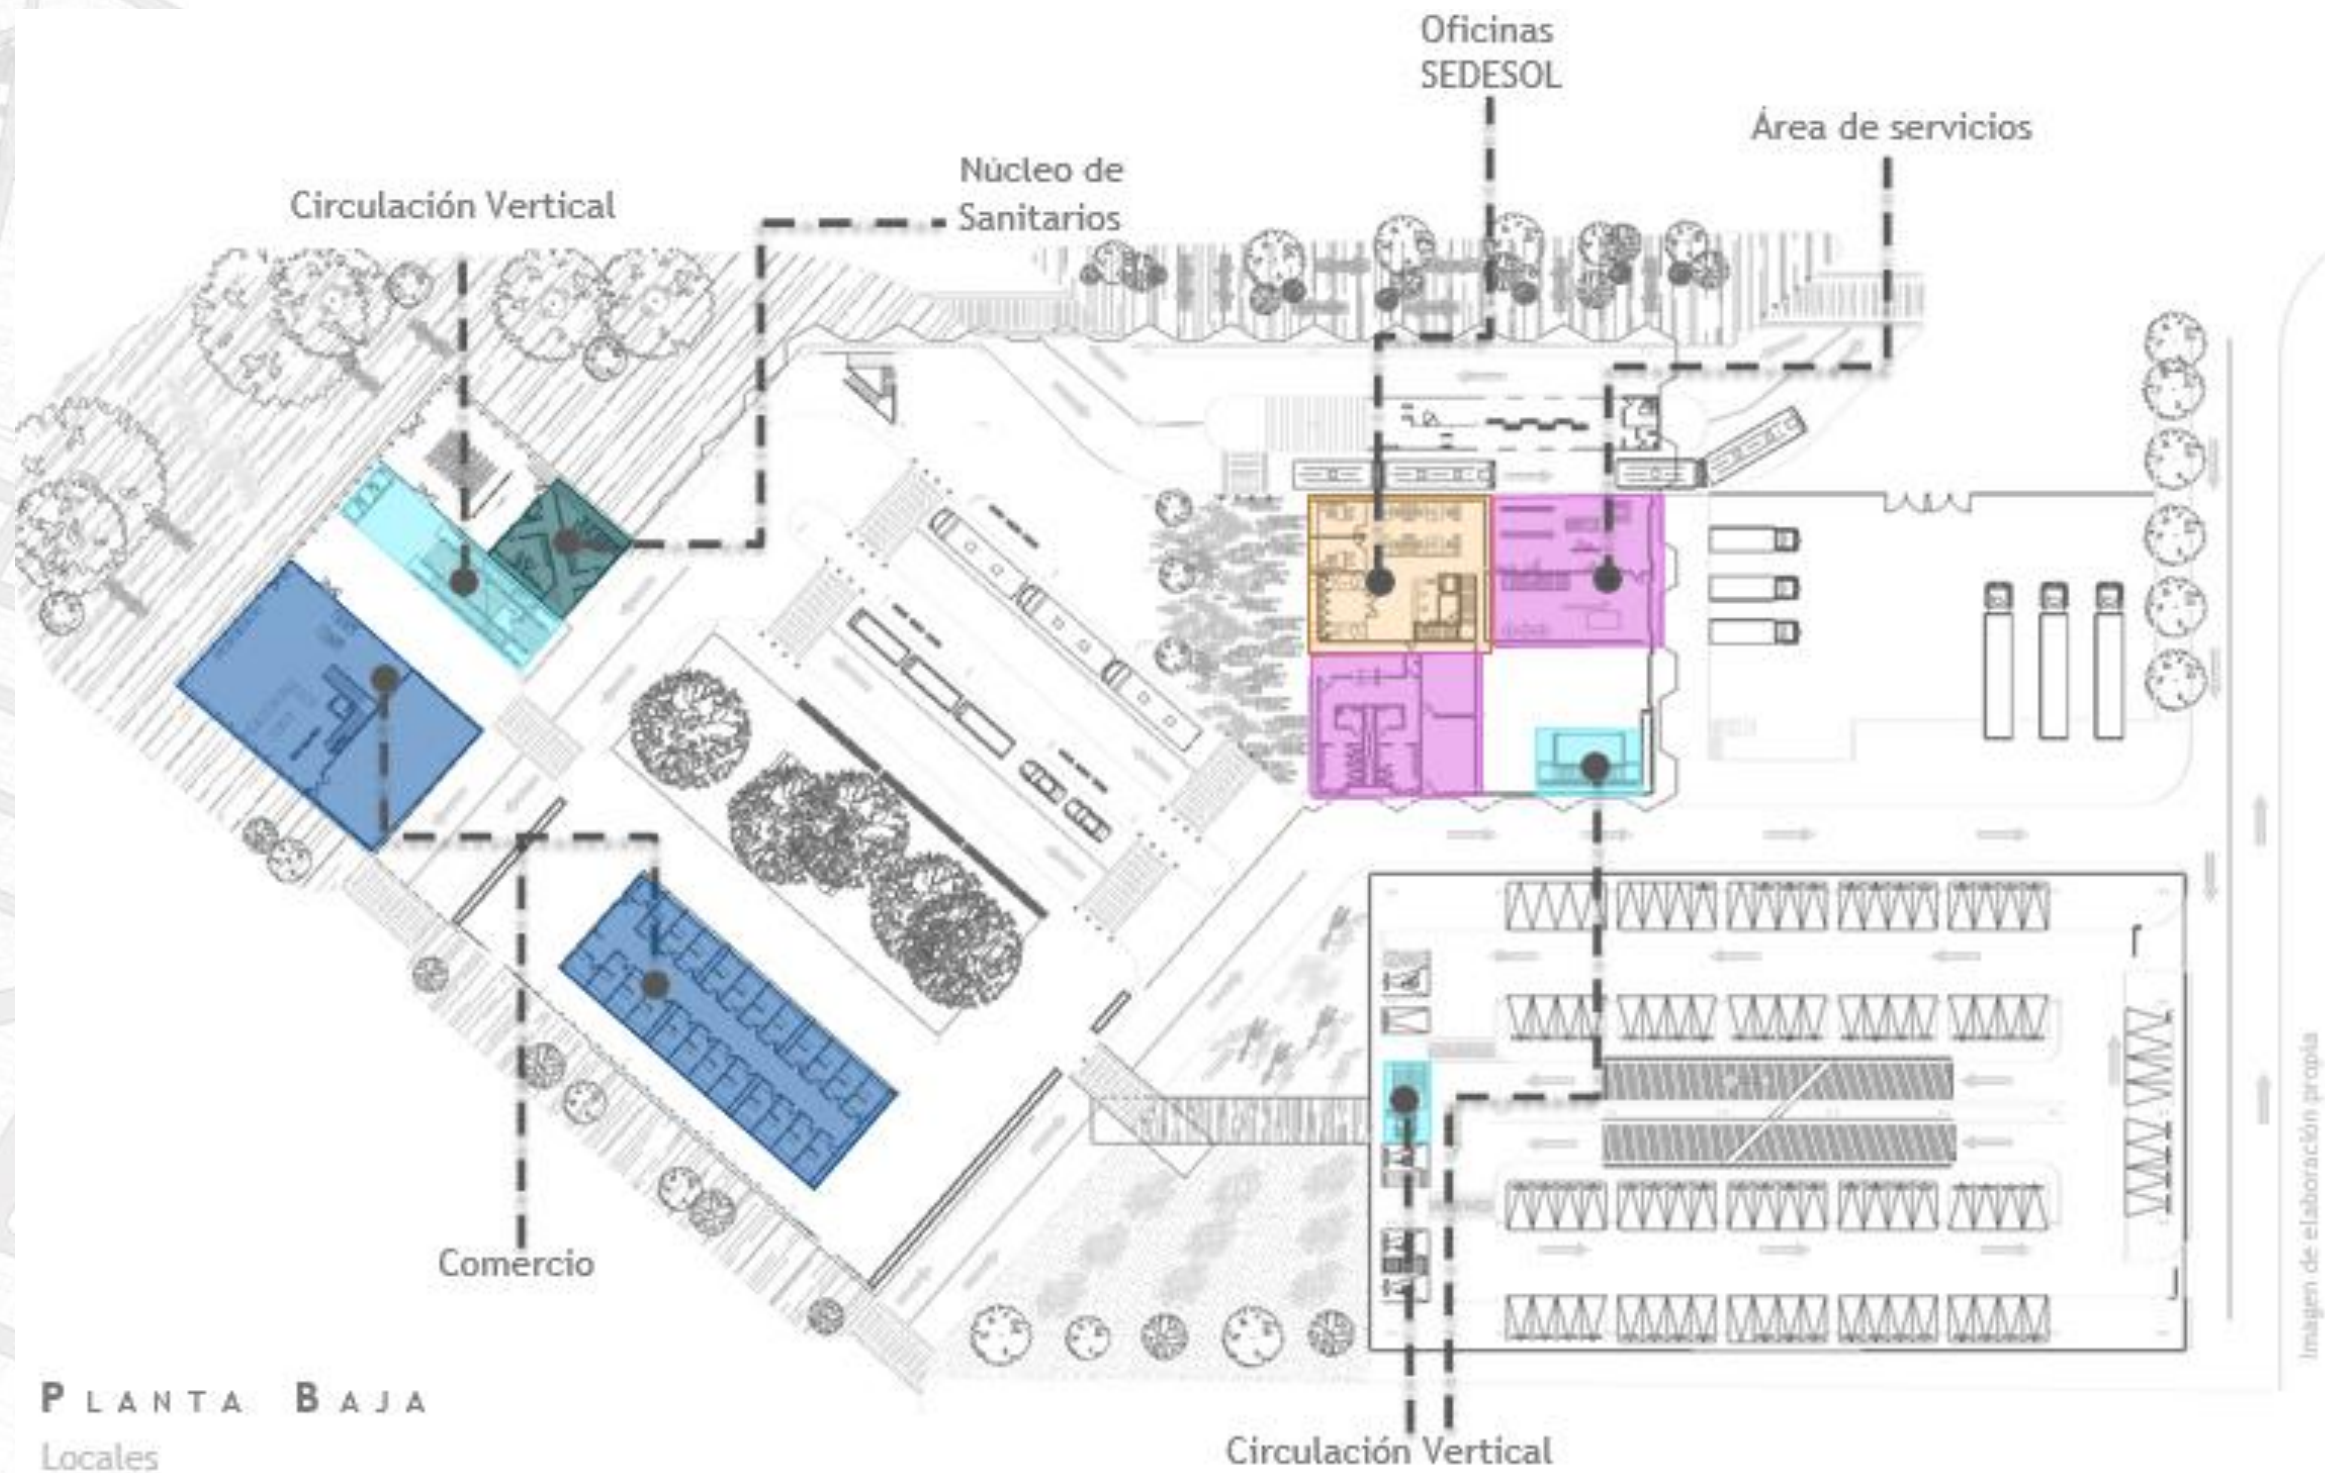 Oficinas
SEDESOL
Área de servicios
Núcleo de
Sanitarios
Circulación Vertical
Comercio
Circulación Vertical
PLANTA BAJA
Locales
Imagen de elaboración propia